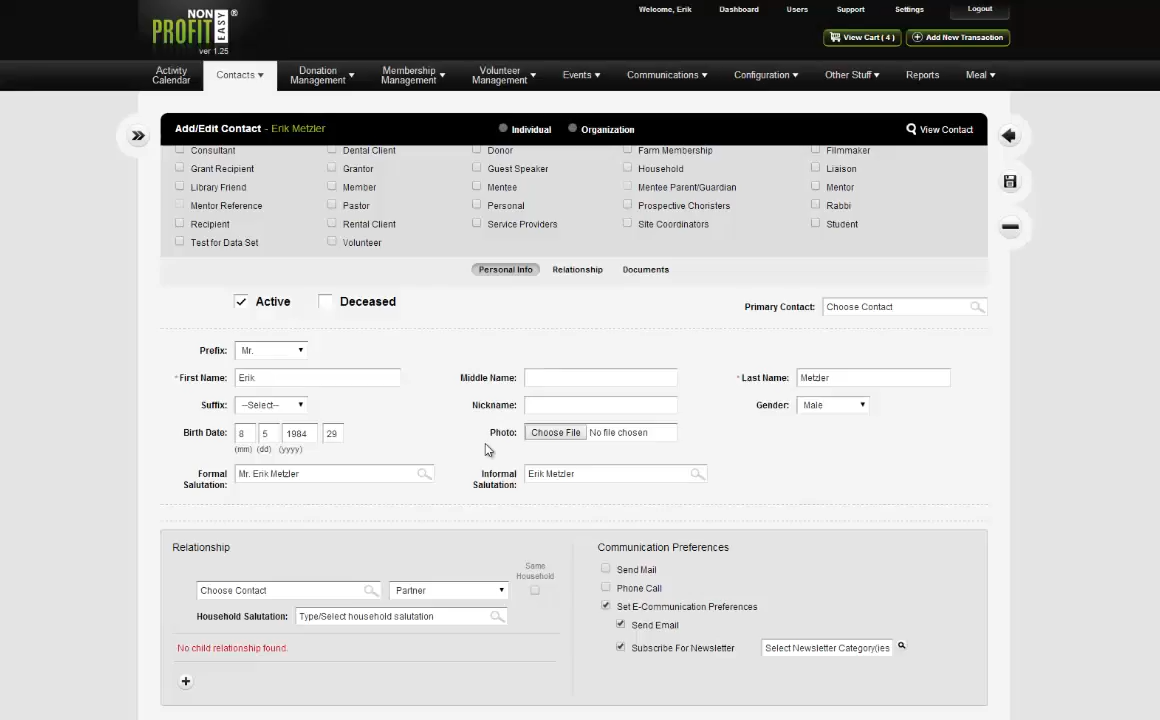 NON
PROFIT EASY ®
ver 1.25
Welcome, Erik Dashboard Users Support Settings Logout
View Cart ( 4 ) Add New Transaction
Activity Calendar Contacts Donation Management Membership Management Volunteer Management Events Communications Configuration Other Stuff Reports Meal
Add/Edit Contact - Erik Metzler Individual Organization View Contact
Consultant Dental Client Donor Farm Membership Filmmaker
Grant Recipient Grantor Guest Speaker Household Liaison
Library Friend Member Mentee Mentee Parent/Guardian Mentor
Mentor Reference Pastor Personal Prospective Choristers Rabbi
Recipient Rental Client Service Providers Site Coordinators Student
Test for Data Set Volunteer
Personal Info Relationship Documents
Active Deceased Primary Contact: Choose Contact
Prefix: Mr.
*First Name: Erik Middle Name: *Last Name: Metzler
Suffix: --Select-- Nickname: Gender: Male
Birth Date: 8 5 1984 29 Photo: Choose File No file chosen
(mm) (dd) (yyyy)
Formal Salutation: Mr. Erik Metzler Informal Salutation: Erik Metzler
Relationship Communication Preferences
Same Household
Send Mail
Choose Contact Partner Phone Call
Set E-Communication Preferences
Household Salutation: Type/Select household salutation Send Email
No child relationship found. Subscribe For Newsletter Select Newsletter Category(ies